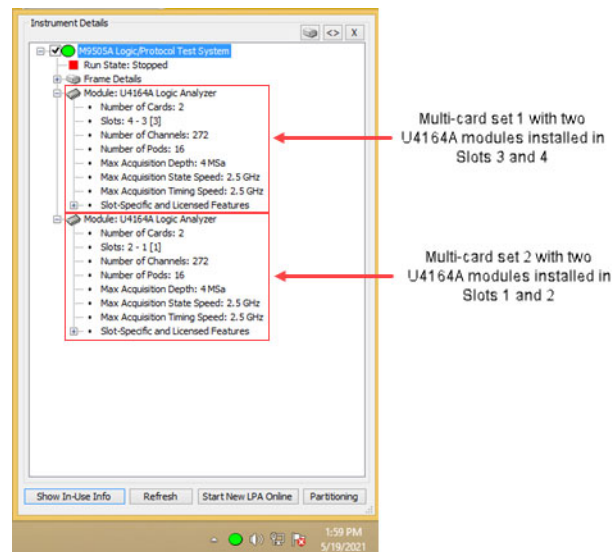 Instrument Details
<> X
M9505A Logic/Protocol Test System
Run State: Stopped
Frame Details
Module: U4164A Logic Analyzer
Number of Cards: 2
Slots: 4 - 3 [3]
Number of Channels: 272
Number of Pods: 16
Max Acquisition Depth: 4 MSa
Max Acquisition State Speed: 2.5 GHz
Max Acquisition Timing Speed: 2.5 GHz
Slot-Specific and Licensed Features
Module: U4164A Logic Analyzer
Number of Cards: 2
Slots: 2 - 1 [1]
Number of Channels: 272
Number of Pods: 16
Max Acquisition Depth: 4 MSa
Max Acquisition State Speed: 2.5 GHz
Max Acquisition Timing Speed: 2.5 GHz
Slot-Specific and Licensed Features
Multi-card set 1 with two
U4164A modules installed in
Slots 3 and 4
Multi-card set 2 with two
U4164A modules installed in
Slots 1 and 2
Show In-Use Info Refresh Start New LPA Online Partitioning
1:59 PM
5/19/2021